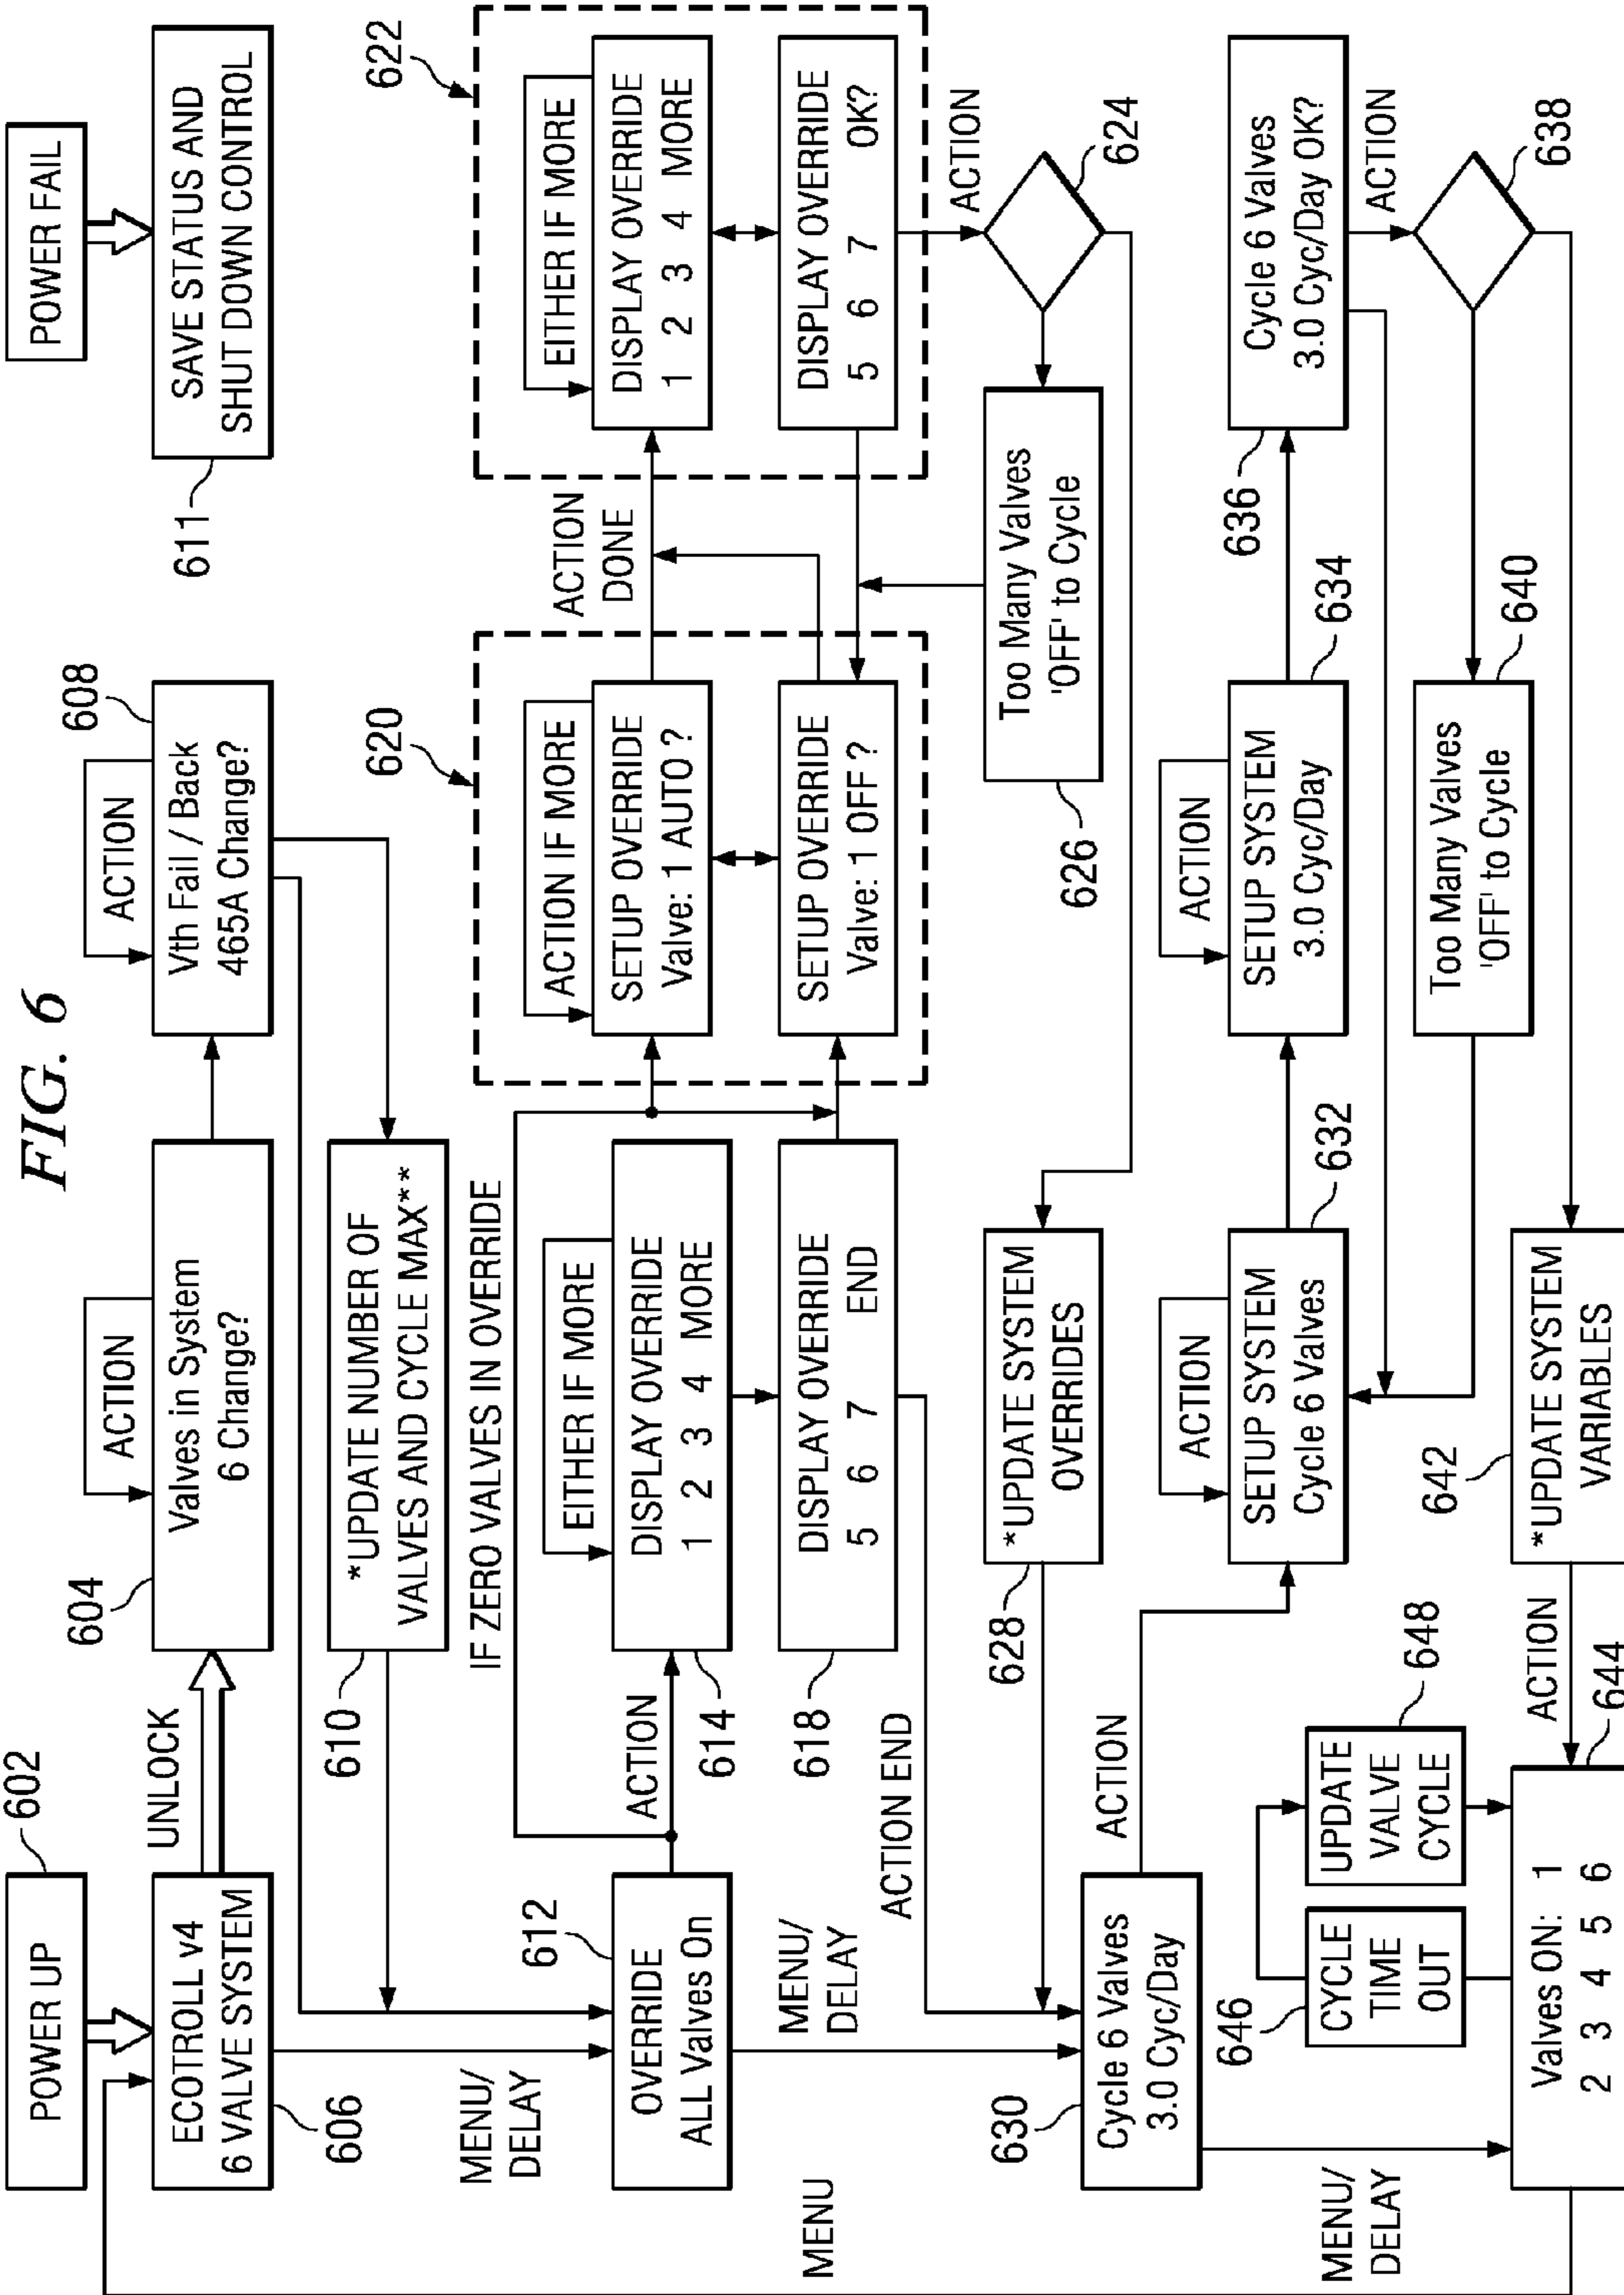 FIG. 6
POWER UP
602
ECOTROLL v4
6 VALVE SYSTEM
606
UNLOCK
604
ACTION
Valves in System
6 Change?
608
ACTION
Vth Fail / Back
465A Change?
POWER FAIL
SAVE STATUS AND
SHUT DOWN CONTROL
611
610
*UPDATE NUMBER OF
VALVES AND CYCLE MAX**
MENU/
DELAY
IF ZERO VALVES IN OVERRIDE
612
OVERRIDE
ALL Valves On
ACTION
614
EITHER IF MORE
DISPLAY OVERRIDE
1 2 3 4 MORE
618
DISPLAY OVERRIDE
5 6 7 END
620
ACTION IF MORE
SETUP OVERRIDE
Valve: 1 AUTO ?
SETUP OVERRIDE
Valve: 1 OFF ?
ACTION
DONE
622
EITHER IF MORE
DISPLAY OVERRIDE
1 2 3 4 MORE
DISPLAY OVERRIDE
5 6 7 OK?
ACTION
624
Too Many Valves
'OFF' to Cycle
626
MENU
MENU/
DELAY
ACTION END
628
*UPDATE SYSTEM
OVERRIDES
630
Cycle 6 Valves
3.0 Cyc/Day
ACTION
ACTION
SETUP SYSTEM
Cycle 6 Valves
632
ACTION
SETUP SYSTEM
3.0 Cyc/Day
634
636
Cycle 6 Valves
3.0 Cyc/Day OK?
ACTION
638
Too Many Valves
'OFF' to Cycle
640
642
*UPDATE SYSTEM
VARIABLES
ACTION
644
MENU/
DELAY
646
CYCLE
TIME
OUT
648
UPDATE
VALVE
CYCLE
Valves ON: 1
2 3 4 5 6